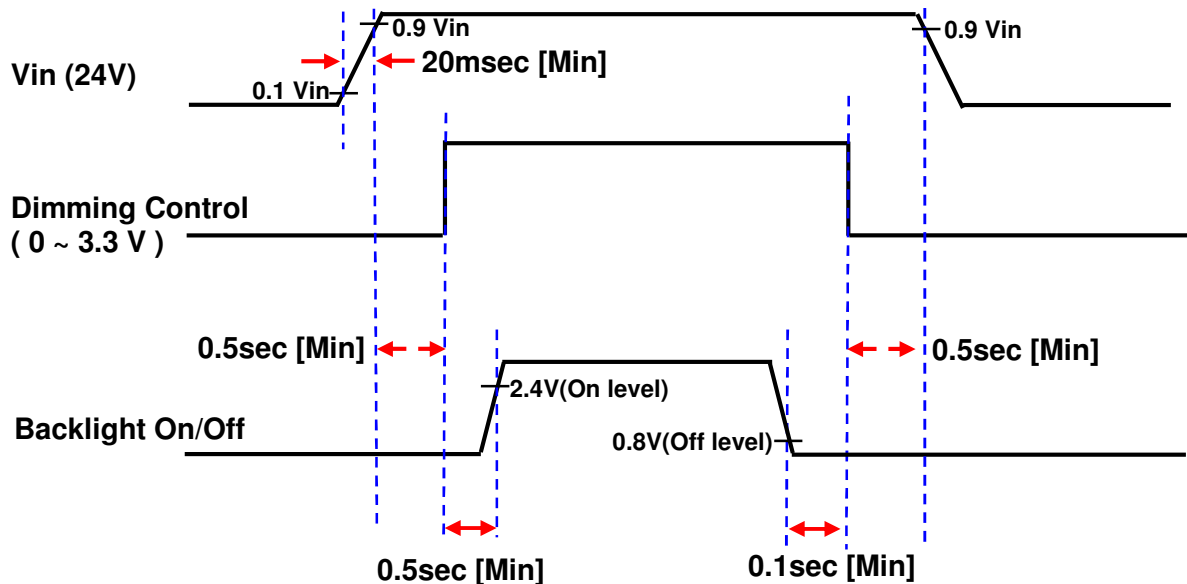 0.9 Vin
0.9 Vin
20msec [Min]
Vin (24V)
0.1 Vin
Dimming Control
( 0 ~ 3.3 V )
0.5sec [Min]
0.5sec [Min]
2.4V(On level)
Backlight On/Off
0.8V(Off level)
0.5sec [Min]
0.1sec [Min]